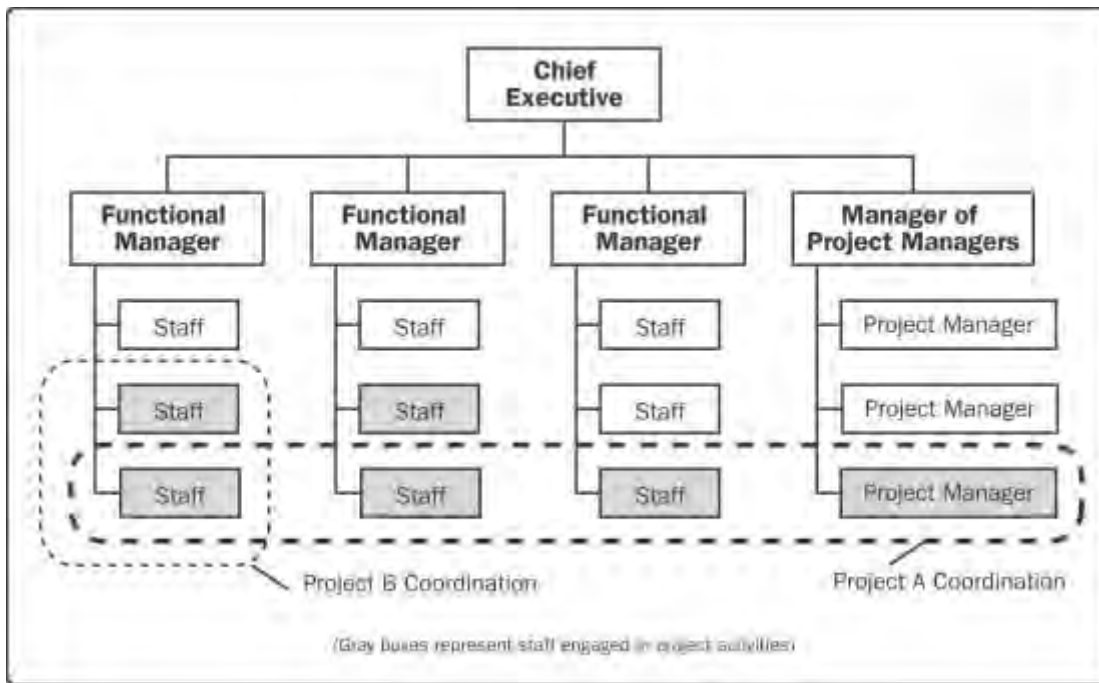 Chief
Executive
Functional
Manager
Functional
Manager
Functional
Manager
Manager of
Project Managers
Staff
Staff
Staff
Project Manager
Staff
Staff
Staff
Project Manager
Staff
Staff
Staff
Project Manager
Project B Coordination
Project A Coordination
(Gray boxes represent staff engaged in project activities)